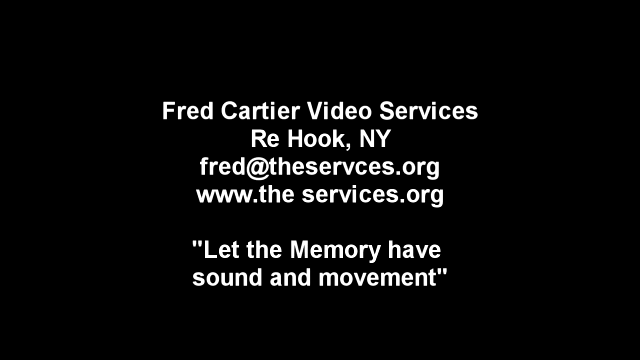 Fred Cartier Video Services
Re Hook, NY
fred@theservces.org
www.the services.org
"Let the Memory have
sound and movement"